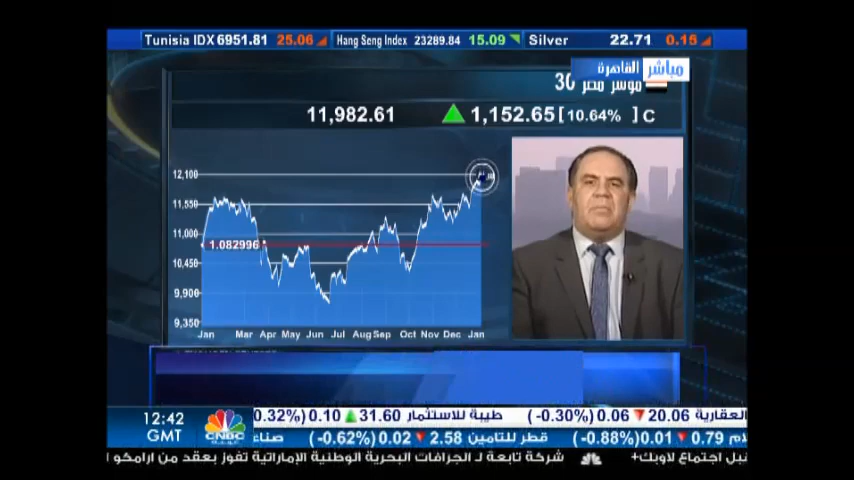 Tunisia IDX 6951.81 25.06 Hang Seng Index 23289.84 15.09 Silver 22.71 0.15
مباشر القاهرة
مؤشر مصر 30
11,982.61 1,152.65 [10.64% ] C
12,100
11,550
11,000
1.082996
10,450
9,900
9,350
Jan Mar Apr May Jun Jul Aug Sep Oct Nov Dec Jan
12:42
GMT
CNBC
عربية
العقارية 20.06 0.06 (-0.30%) طيبة للاستثمار 31.60 0.10 0.32%)
0.79 0.01 (-0.88%) قطر للتامين 2.58 0.02 (-0.62%) صناع
اجتماع لاوبك+ شركة تابعة لـ الجرافات البحرية الوطنية الإماراتية تفوز بعقد من ارامكو